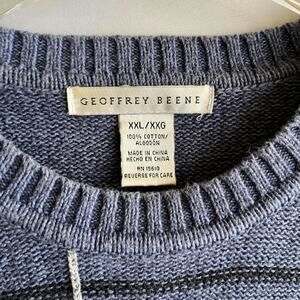 GEOFFREY BEENE
XXL/XXG
100% COTTON/
ALGODÓN
MADE IN CHINA
HECHO EN CHINA
RN 15610
REVERSE FOR CARE